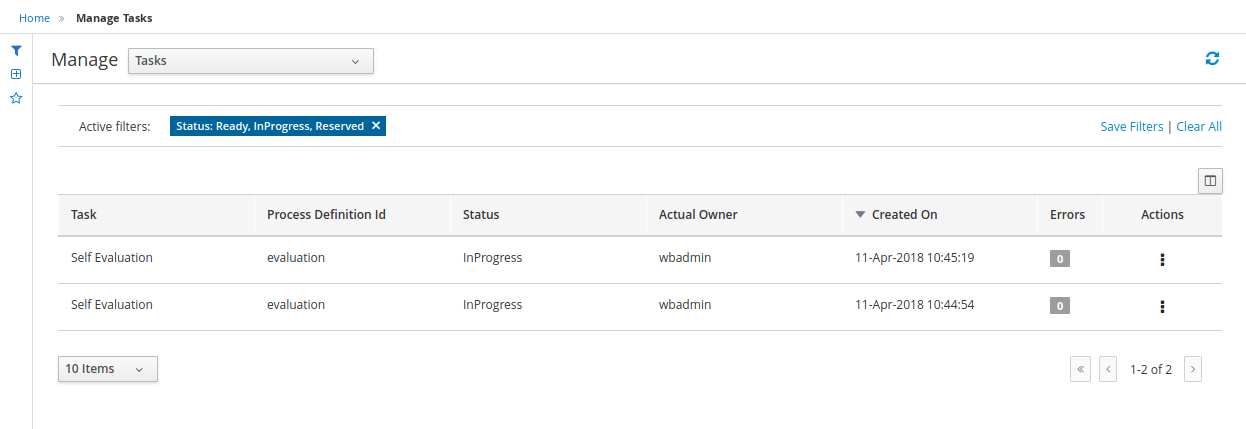 Home » Manage Tasks
Manage Tasks
Active filters: Status: Ready, InProgress, Reserved ✕ Save Filters | Clear All
Task Process Definition Id Status Actual Owner Created On Errors Actions
Self Evaluation evaluation InProgress wbadmin 11-Apr-2018 10:45:19 0
Self Evaluation evaluation InProgress wbadmin 11-Apr-2018 10:44:54 0
10 Items « ‹ 1-2 of 2 ›